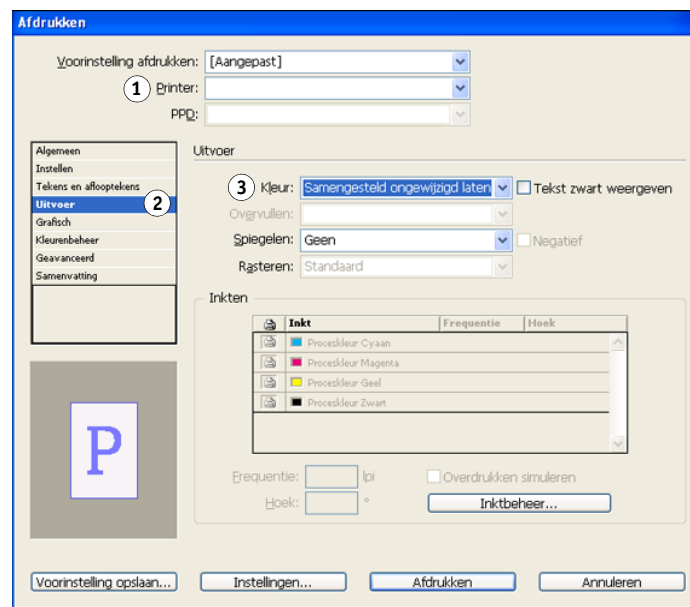 Afdrukken
Voorinstelling afdrukken: [Aangepast]
1 Printer:
PPD:
Algemeen
Instellen
Tekens en aflooptekens
Uitvoer 2
Grafisch
Kleurenbeheer
Geavanceerd
Samenvatting
Uitvoer
3 Kleur: Samengesteld ongewijzigd laten Tekst zwart weergeven
Overvullen:
Spiegelen: Geen Negatief
Rasteren: Standaard
Inkten
Inkt Frequentie Hoek
Proceskleur Cyaan
Proceskleur Magenta
Proceskleur Geel
Proceskleur Zwart
P
Frequentie: lpi Overdrukken simuleren
Hoek: ° Inktbeheer...
Voorinstelling opslaan... Instellingen... Afdrukken Annuleren